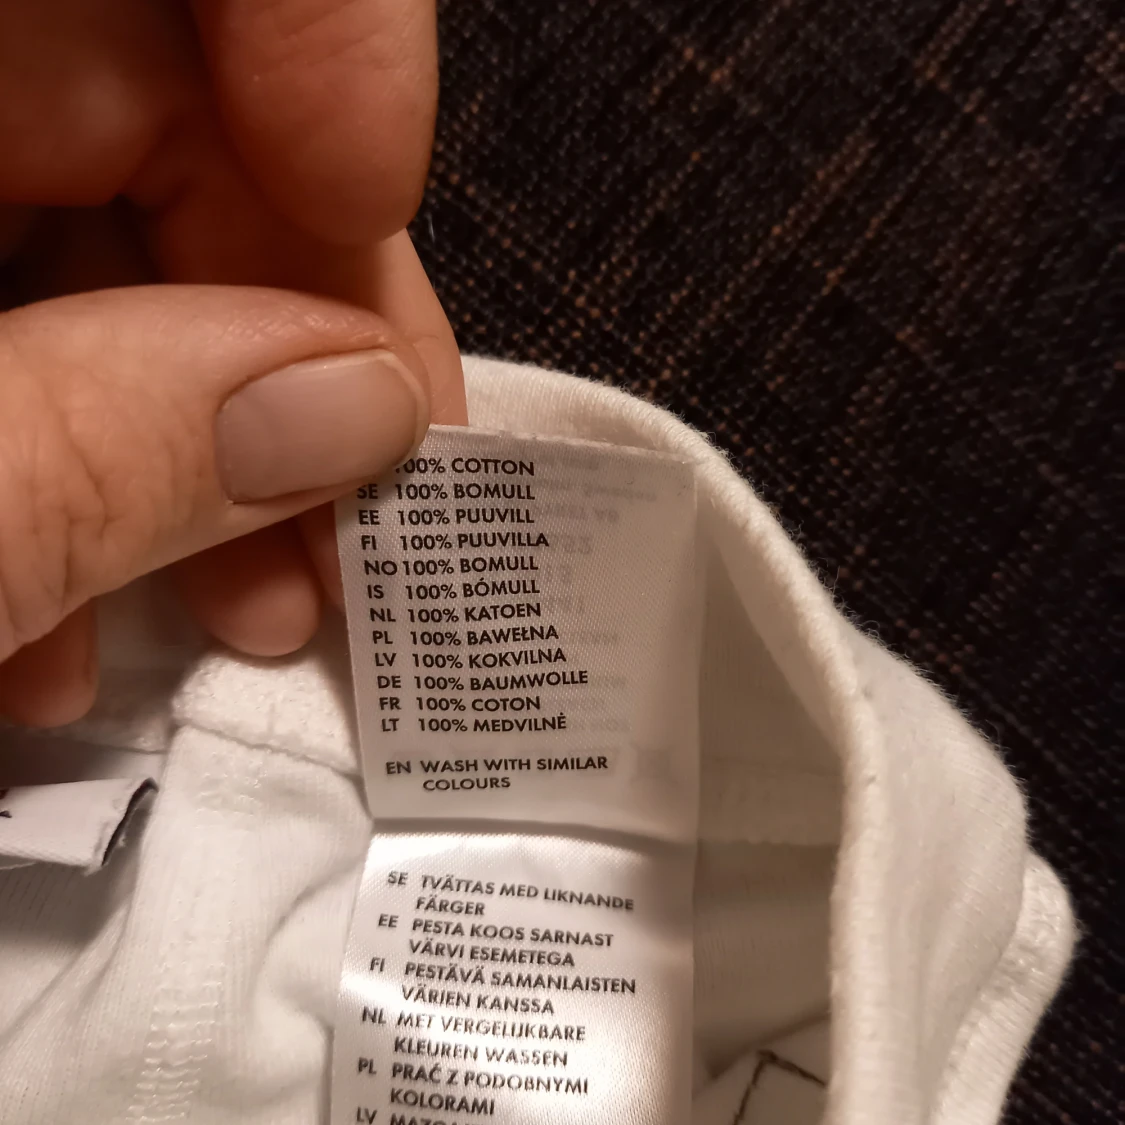 100% COTTON
SE 100% BOMULL
EE 100% PUUVILL
FI 100% PUUVILLA
NO 100% BOMULL
IS 100% BÓMULL
NL 100% KATOEN
PL 100% BAWEŁNA
LV 100% KOKVILNA
DE 100% BAUMWOLLE
FR 100% COTON
LT 100% MEDVILNĖ
EN WASH WITH SIMILAR
COLOURS
SE TVÄTTAS MED LIKNANDE
FÄRGER
EE PESTA KOOS SARNAST
VÄRVI ESEMETEGA
FI PESTÄVÄ SAMANLAISTEN
VÄRIEN KANSSA
NL MET VERGELIJKBARE
KLEUREN WASSEN
PL PRAĆ Z PODOBNYMI
KOLORAMI
LV